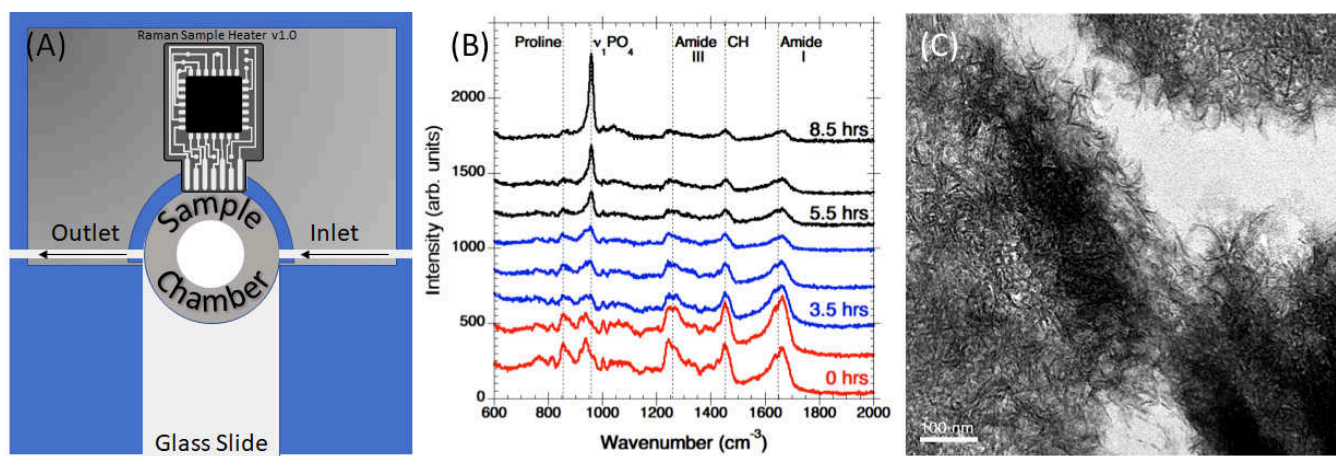 (A)
Raman Sample Heater v1.0
Outlet
Sample
Inlet
Chamber
Glass Slide
(B)
Proline
ν₁PO₄
Amide
III
CH
Amide
I
2000
1500
1000
500
0
Intensity (arb. units)
8.5 hrs
5.5 hrs
3.5 hrs
0 hrs
600
800
1000
1200
1400
1600
1800
2000
Wavenumber (cm⁻³)
(C)
100 nm